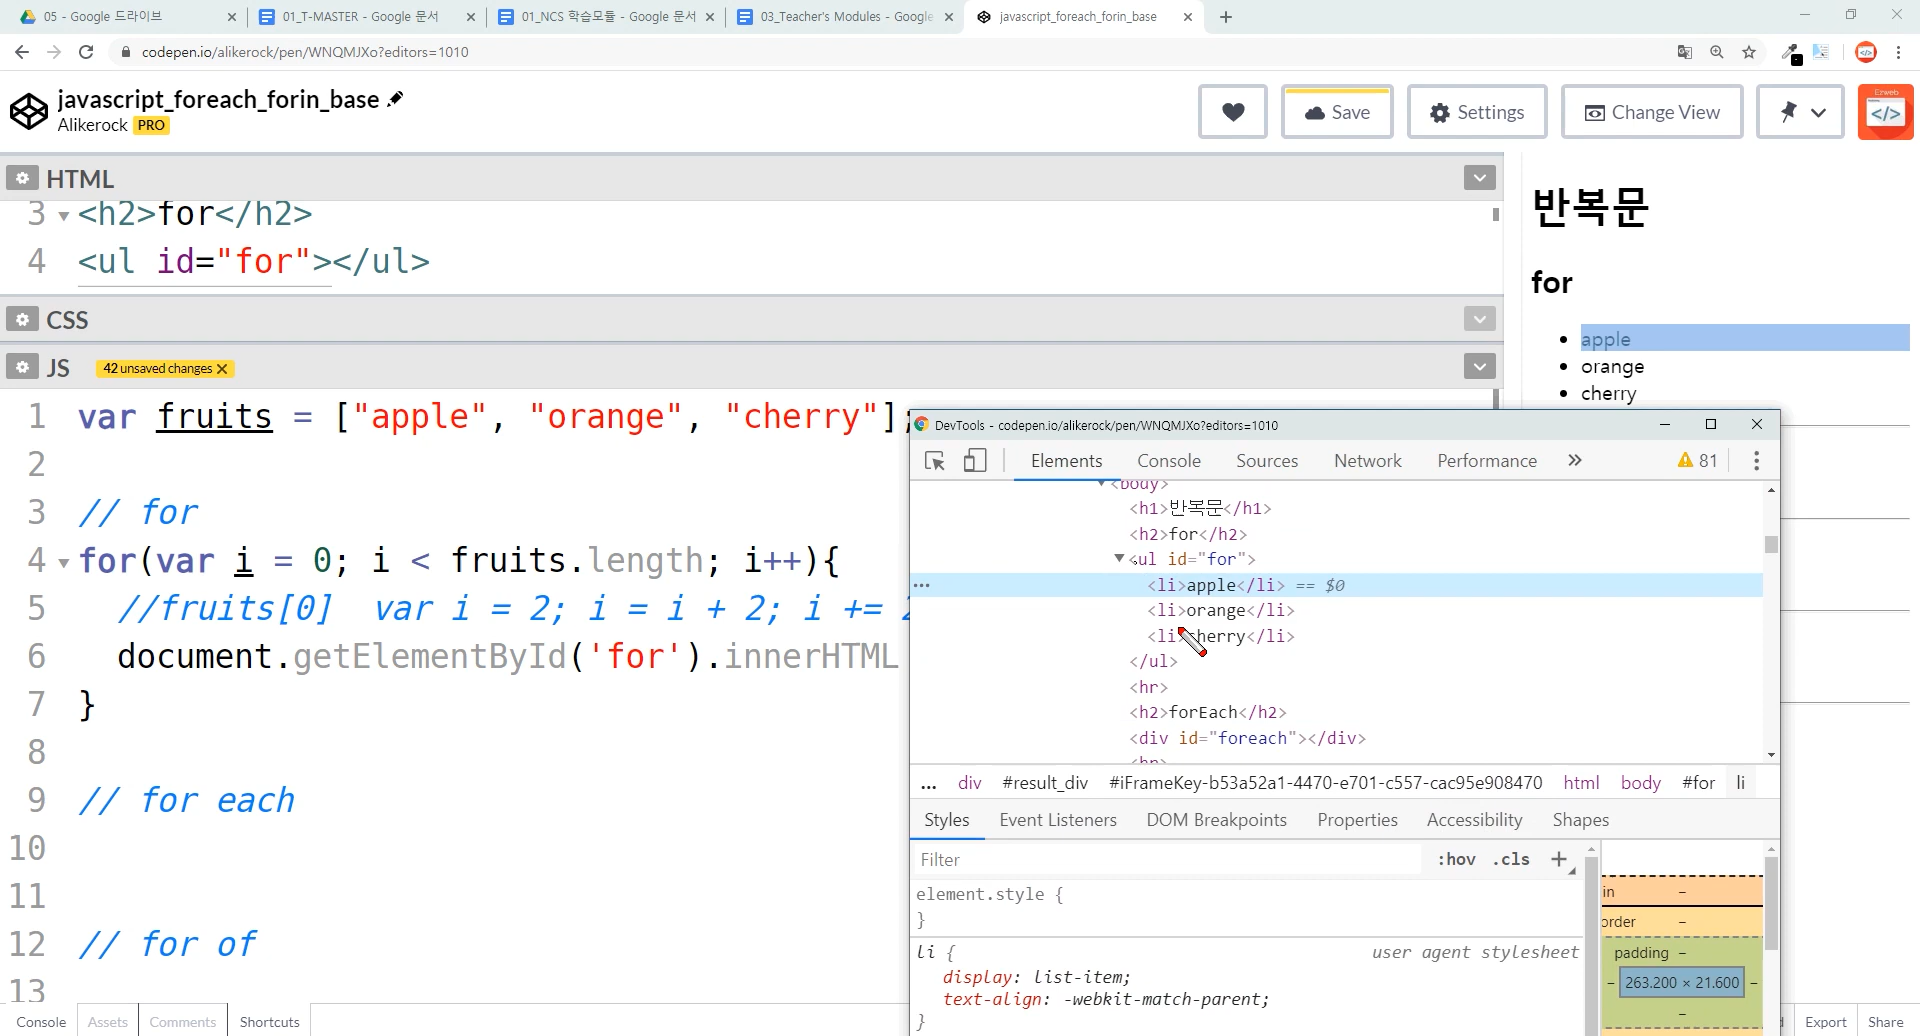 05 - Google 드라이브
01_T-MASTER - Google 문서
01_NCS 학습모듈 - Google 문서
03_Teacher's Modules - Google
javascript_foreach_forin_base
codepen.io/alikerock/pen/WNQMJXo?editors=1010
javascript_foreach_forin_base
Alikerock PRO
Save
Settings
Change View
Ezweb
</>
HTML
3 <h2>for</h2>
4 <ul id="for"></ul>
CSS
JS 42 unsaved changes
1 var fruits = ["apple", "orange", "cherry"];
2
3 // for
4 for(var i = 0; i < fruits.length; i++){
5 //fruits[0]  var i = 2; i = i + 2; i +=
6 document.getElementById('for').innerHTML
7 }
8
9 // for each
10
11
12 // for of
13
Console
Assets
Comments
Shortcuts
반복문
for
apple
orange
cherry
DevTools - codepen.io/alikerock/pen/WNQMJXo?editors=1010
Elements
Console
Sources
Network
Performance
81
<body>
<h1>반복문</h1>
<h2>for</h2>
<ul id="for">
<li>apple</li> == $0
<li>orange</li>
<li>cherry</li>
</ul>
<hr>
<h2>forEach</h2>
<div id="foreach"></div>
<hr>
... div #result_div #iFrameKey-b53a52a1-4470-e701-c557-cac95e908470 html body #for li
Styles
Event Listeners
DOM Breakpoints
Properties
Accessibility
Shapes
Filter
:hov .cls +
element.style {
}
li {
user agent stylesheet
display: list-item;
text-align: -webkit-match-parent;
}
in –
order –
padding –
– 263.200 × 21.600 –
–
Export
Share